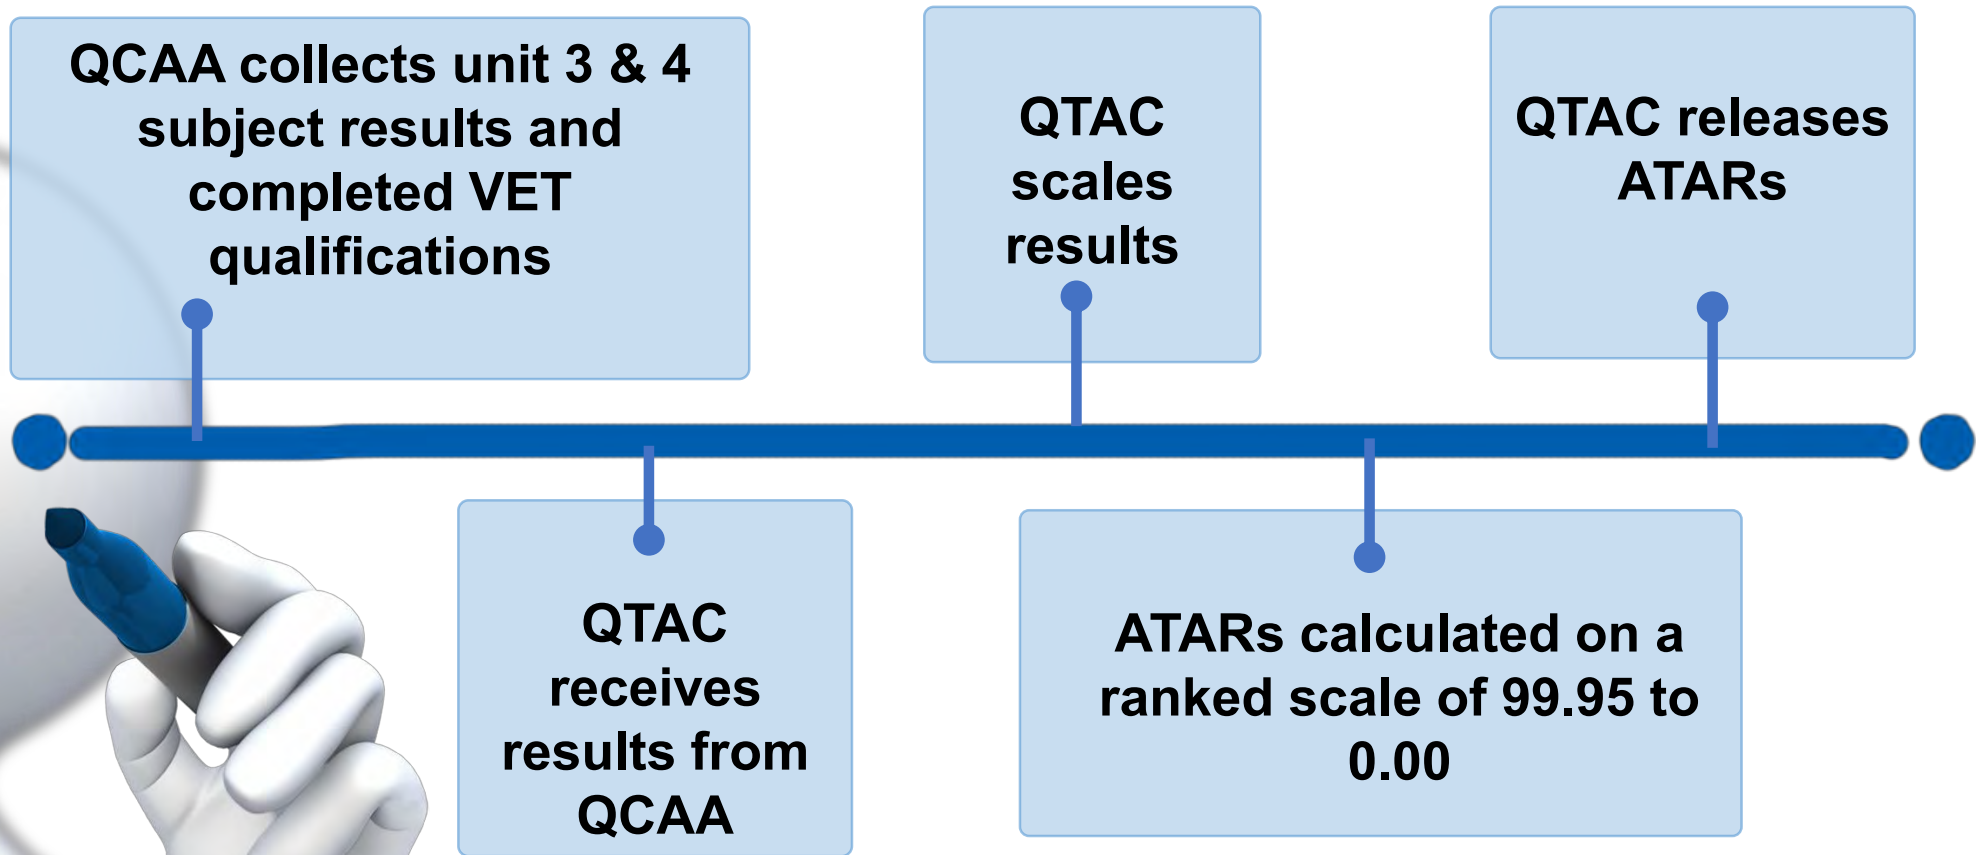 QCAA collects unit 3 & 4
subject results and
completed VET
qualifications
QTAC
receives
results from
QCAA
QTAC
scales
results
ATARs calculated on a
ranked scale of 99.95 to
0.00
QTAC releases
ATARs